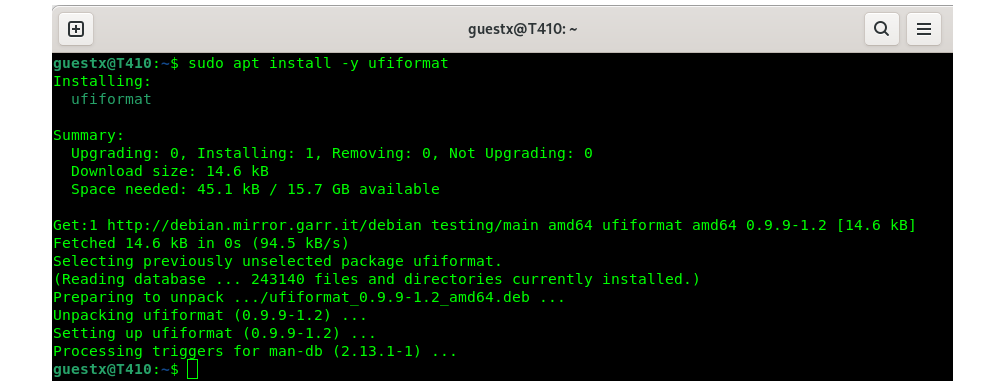 guestx@T410: ~
guestx@T410:~$ sudo apt install -y ufiformat
Installing:
  ufiformat

Summary:
  Upgrading: 0, Installing: 1, Removing: 0, Not Upgrading: 0
  Download size: 14.6 kB
  Space needed: 45.1 kB / 15.7 GB available

Get:1 http://debian.mirror.garr.it/debian testing/main amd64 ufiformat amd64 0.9.9-1.2 [14.6 kB]
Fetched 14.6 kB in 0s (94.5 kB/s)
Selecting previously unselected package ufiformat.
(Reading database ... 243140 files and directories currently installed.)
Preparing to unpack .../ufiformat_0.9.9-1.2_amd64.deb ...
Unpacking ufiformat (0.9.9-1.2) ...
Setting up ufiformat (0.9.9-1.2) ...
Processing triggers for man-db (2.13.1-1) ...
guestx@T410:~$